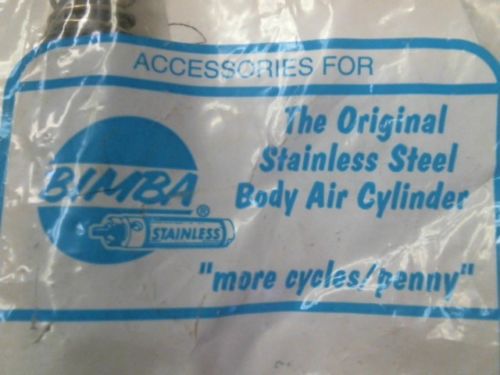 ACCESSORIES FOR
The Original
Stainless Steel
Body Air Cylinder
BIMBA
®
STAINLESS
"more cycles/penny"